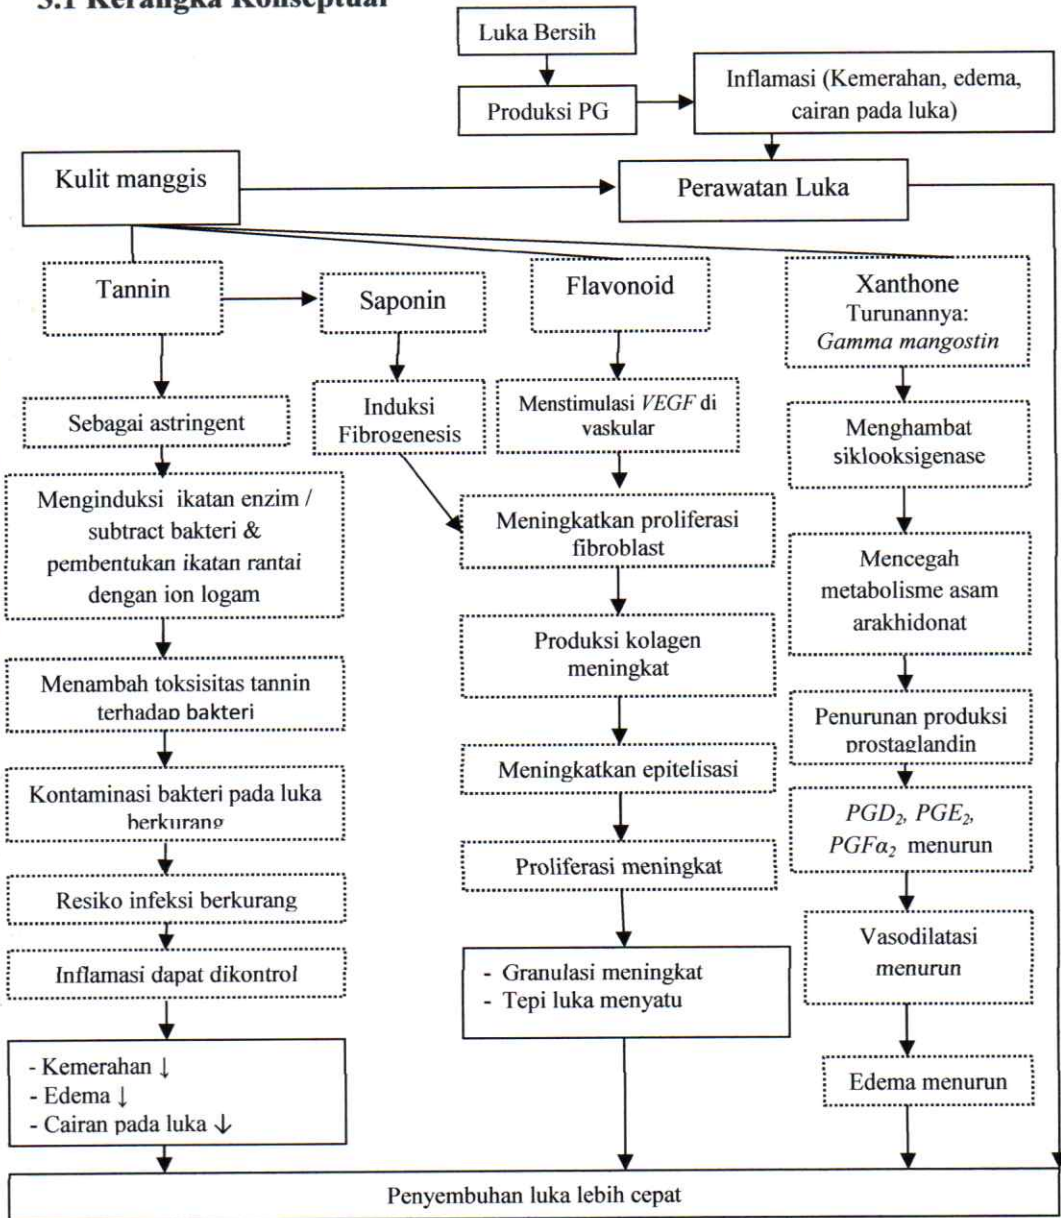 3.1 Kerangka Konseptual
Luka Bersih
Produksi PG
Inflamasi (Kemerahan, edema,
cairan pada luka)
Kulit manggis
Perawatan Luka
Tannin
Saponin
Flavonoid
Xanthone
Turunannya:
Gamma mangostin
Sebagai astringent
Induksi
Fibrogenesis
Menstimulasi VEGF di
vaskular
Menghambat
siklooksigenase
Menginduksi ikatan enzim /
subtract bakteri &
pembentukan ikatan rantai
dengan ion logam
Meningkatkan proliferasi
fibroblast
Mencegah
metabolisme asam
arakhidonat
Menambah toksisitas tannin
terhadap bakteri
Produksi kolagen
meningkat
Penurunan produksi
prostaglandin
Kontaminasi bakteri pada luka
berkurang
Meningkatkan epitelisasi
PGD₂, PGE₂,
PGFα₂ menurun
Resiko infeksi berkurang
Proliferasi meningkat
Vasodilatasi
menurun
Inflamasi dapat dikontrol
- Granulasi meningkat
- Tepi luka menyatu
Edema menurun
- Kemerahan ↓
- Edema ↓
- Cairan pada luka ↓
Penyembuhan luka lebih cepat